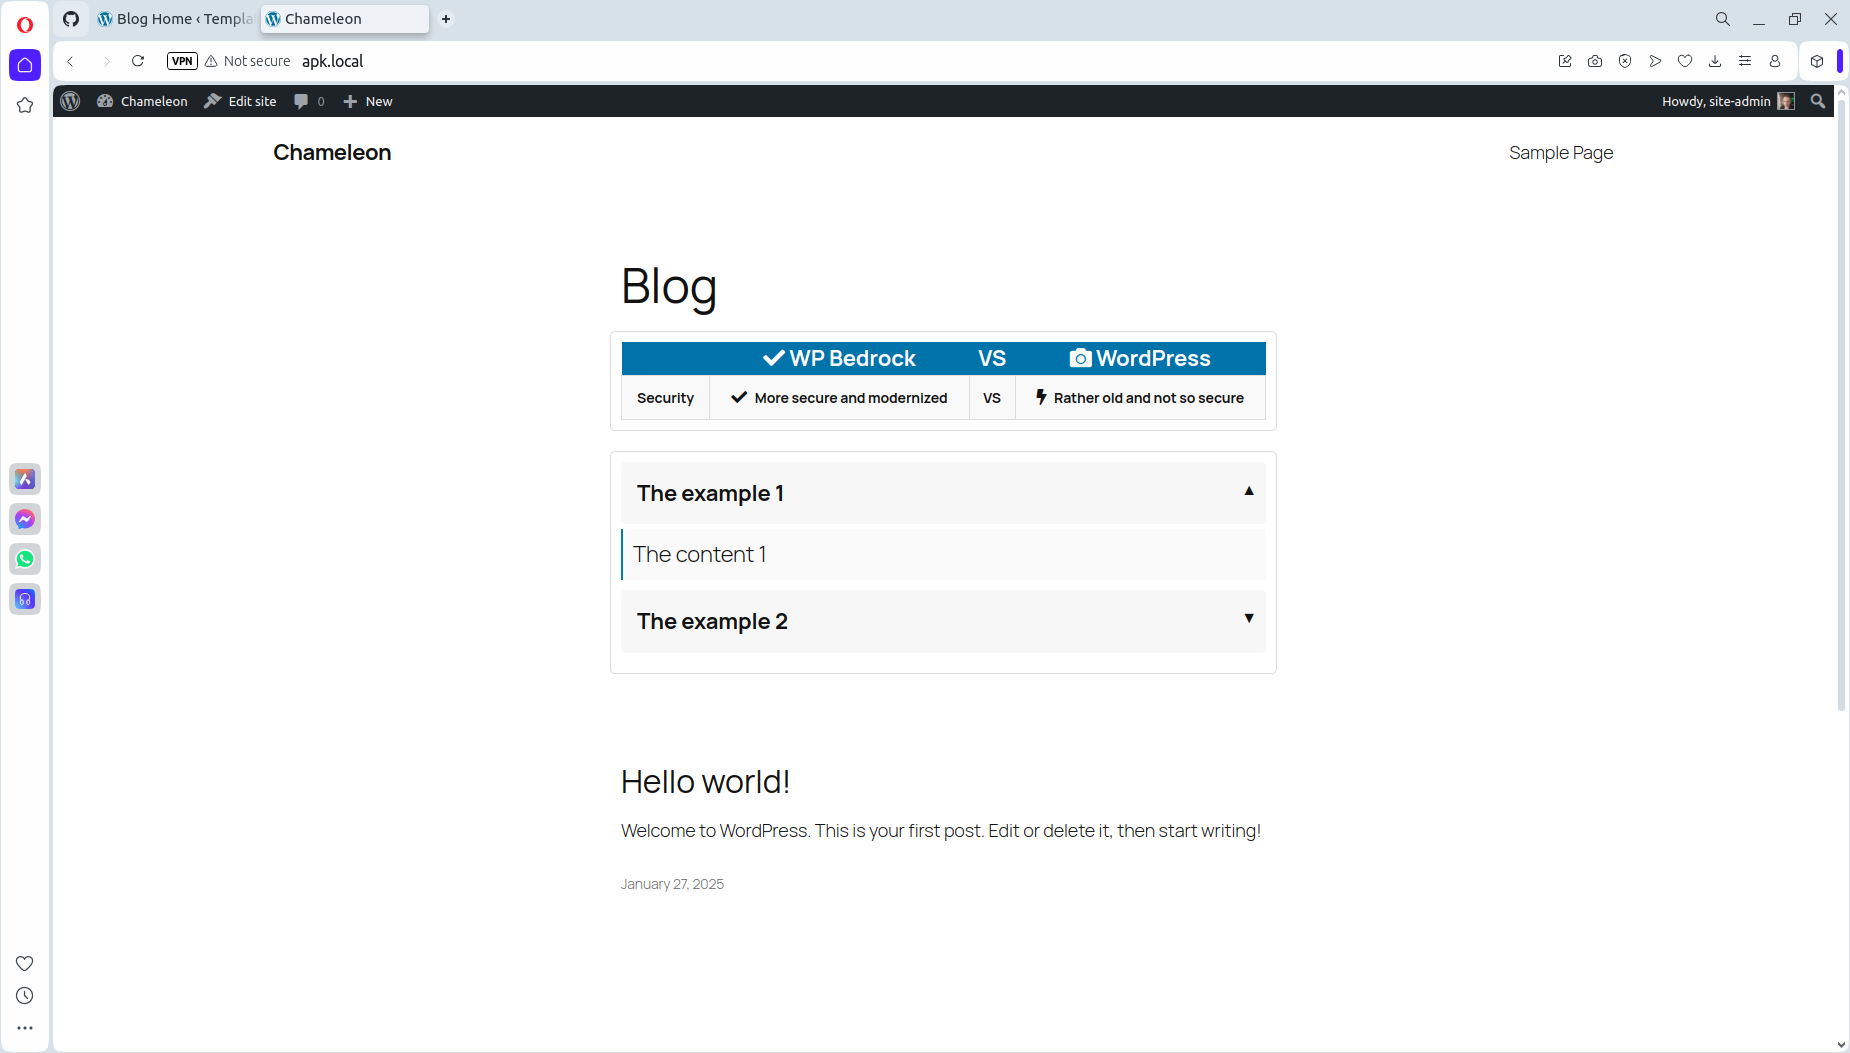 Blog Home ‹ Templa
Chameleon
VPN
Not secure
apk.local
Chameleon
Edit site
0
New
Howdy, site-admin
Chameleon
Sample Page
Blog
WP Bedrock VS WordPress
Security More secure and modernized VS Rather old and not so secure
The example 1 ▲
The content 1
The example 2 ▼
Hello world!
Welcome to WordPress. This is your first post. Edit or delete it, then start writing!
January 27, 2025